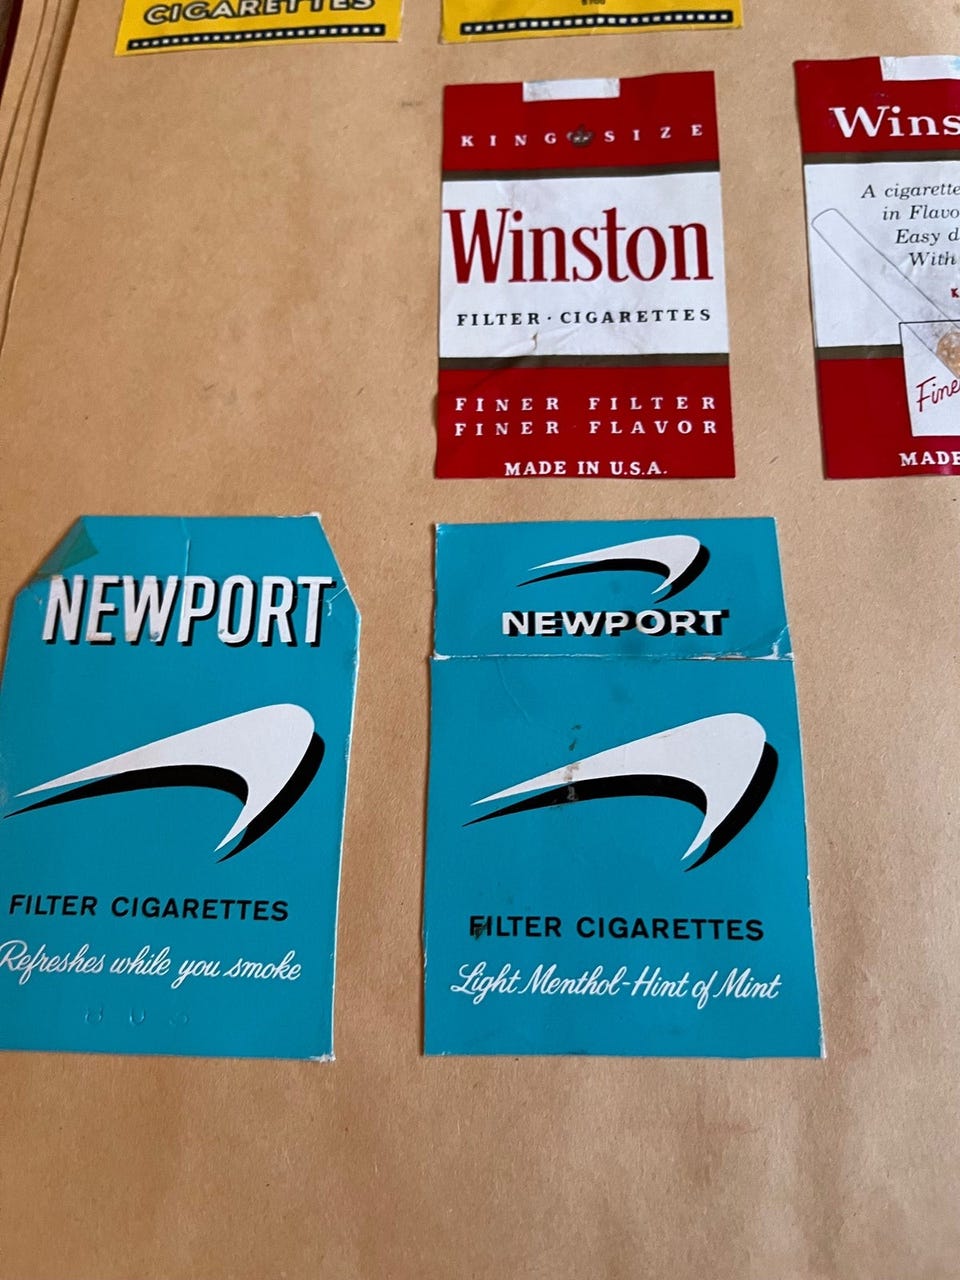 CIGARETTES
KING SIZE
Winston
FILTER · CIGARETTES
FINER FILTER
FINER FLAVOR
MADE IN U.S.A.
Wins
A cigarette
in Flavo
Easy d
With
K
Fine
MADE
NEWPORT
FILTER CIGARETTES
Refreshes while you smoke
NEWPORT
FILTER CIGARETTES
Light Menthol-Hint of Mint